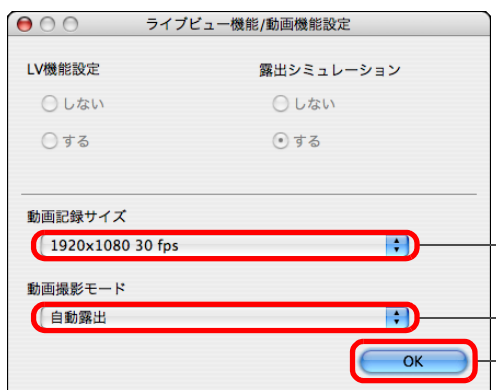 ライブビュー機能/動画機能設定
LV機能設定
しない
する
露出シミュレーション
しない
する
動画記録サイズ
1920x1080 30 fps
動画撮影モード
自動露出
OK